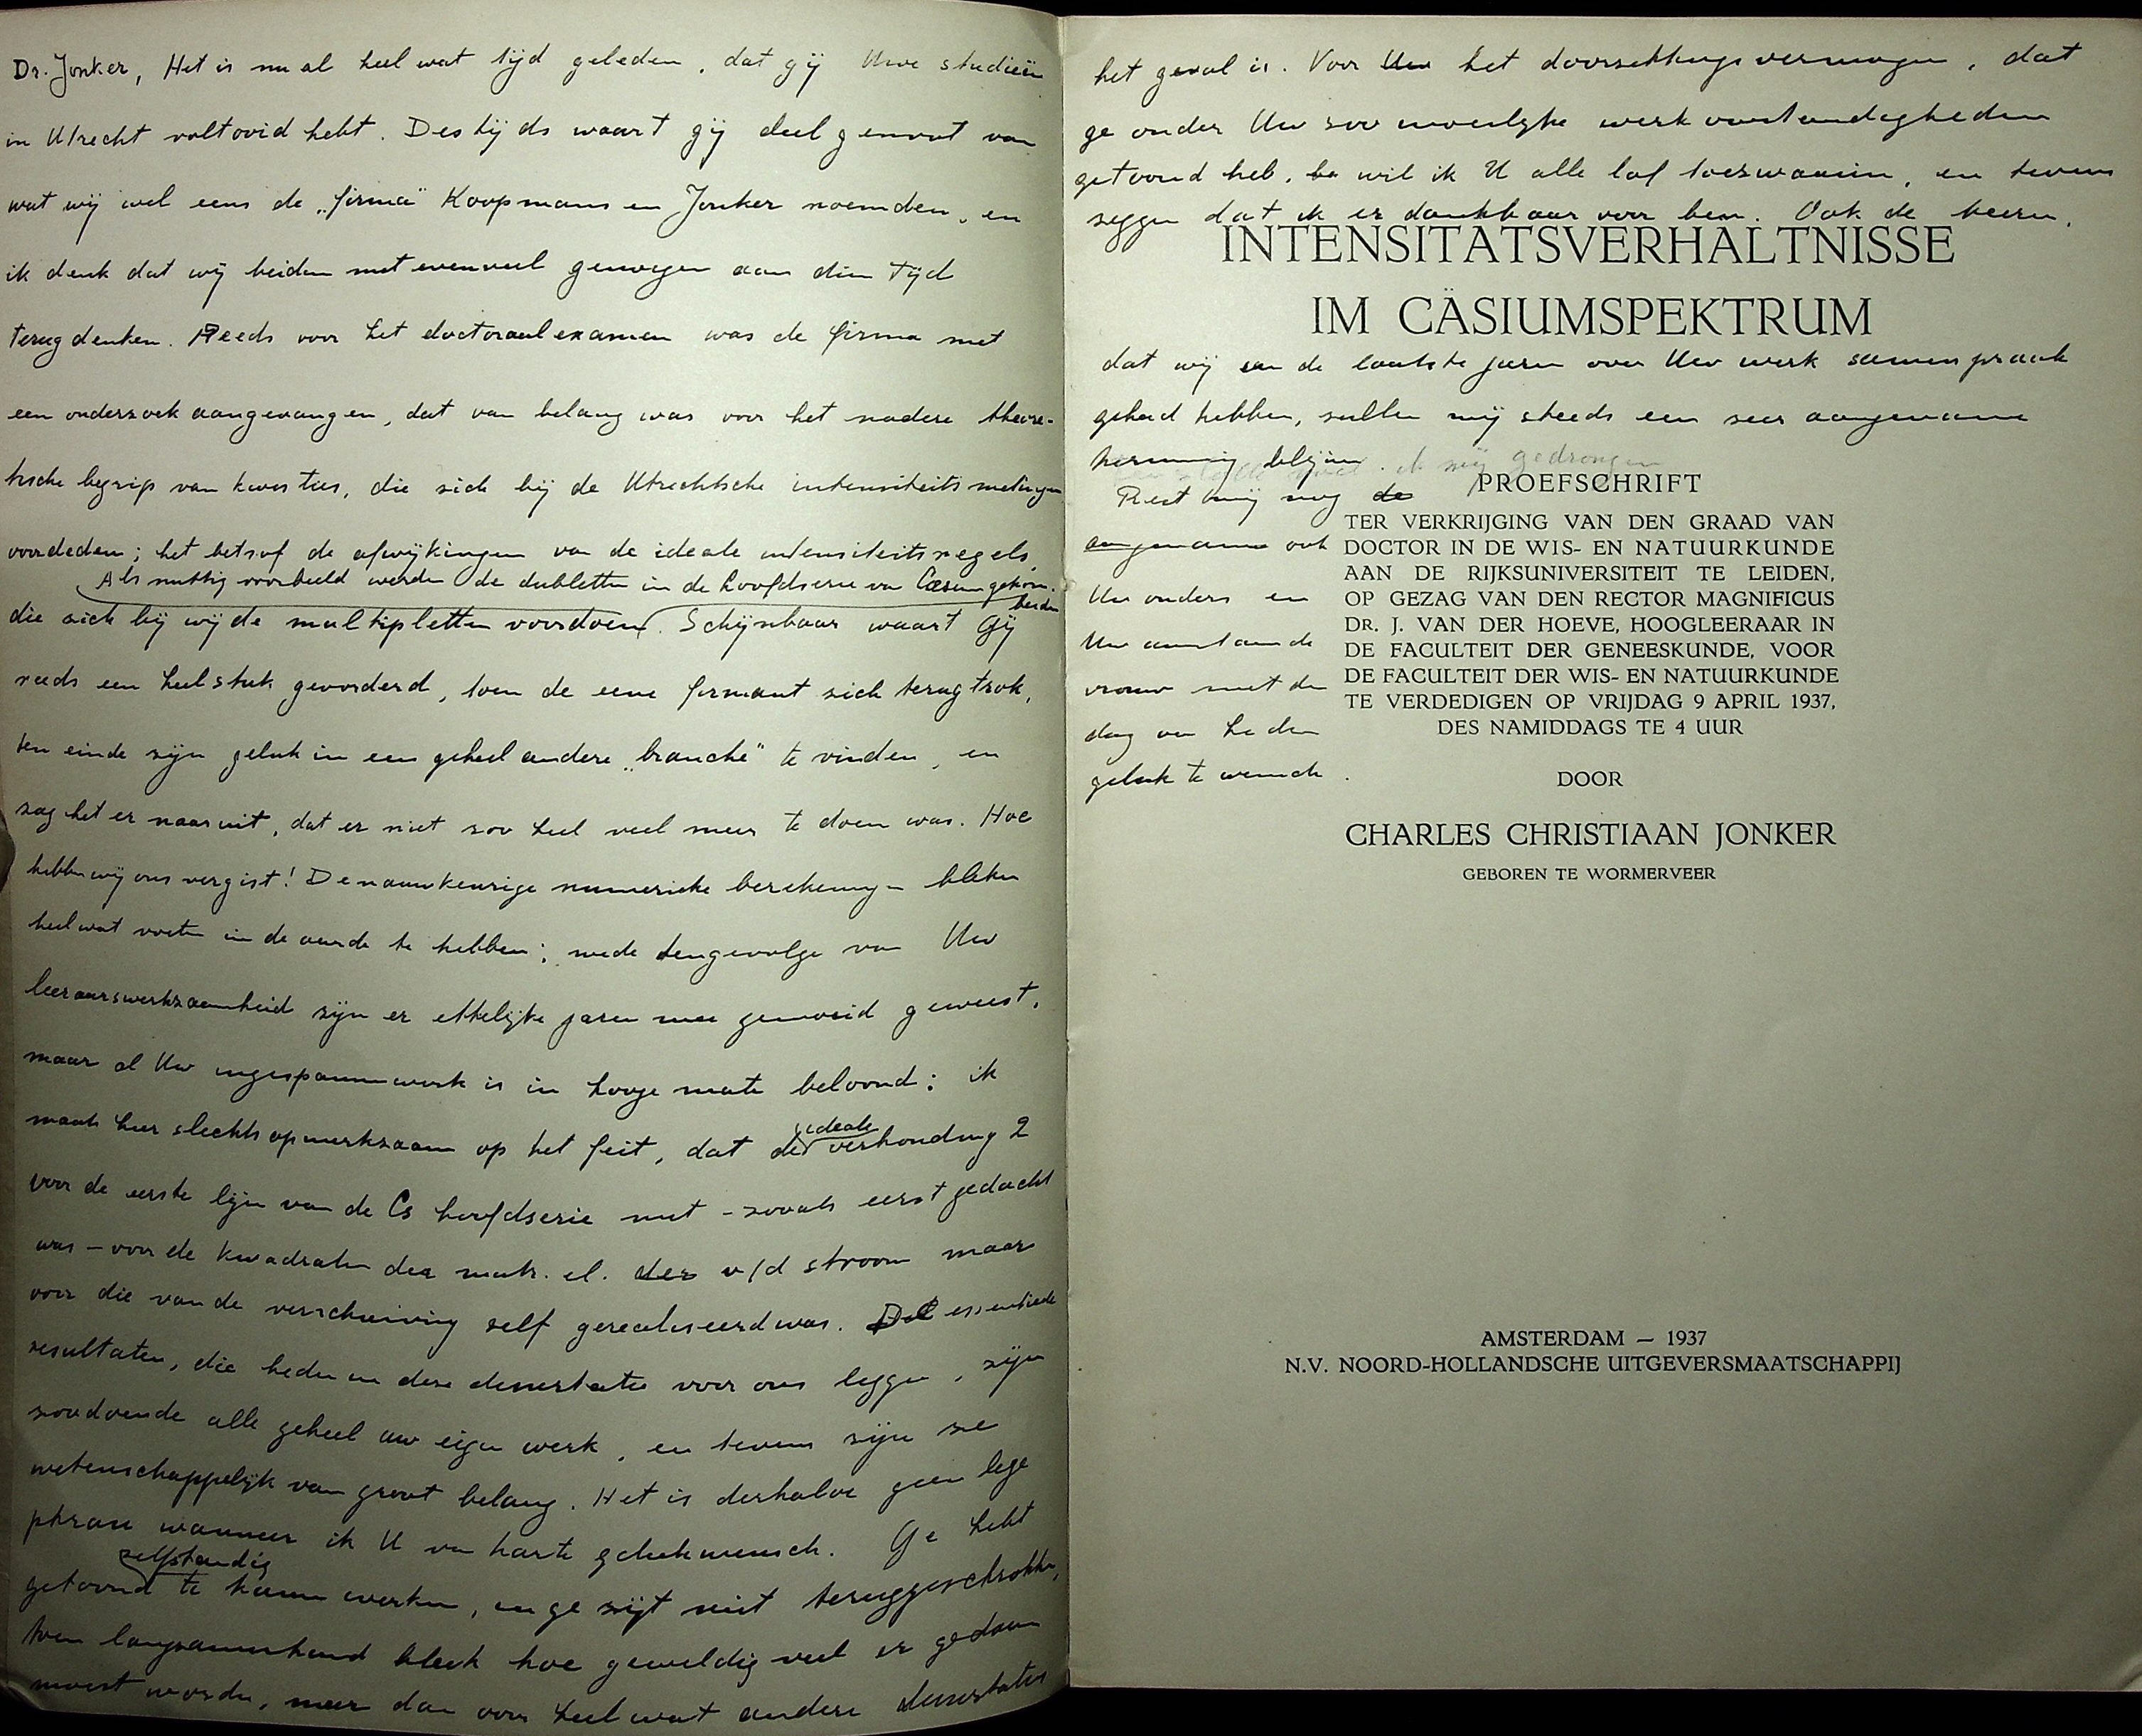 Dr. Jonker, Het is nu al heel wat tijd geleden, dat gij Uwe studieën
in Utrecht voltooid hebt. Destijds waart gij deelgenoot van
wat wij wel eens de „firma" Koopmans en Jonker noemden, en
ik denk dat wij beiden met evenveel genoegen aan dien tijd
terugdenken. Reeds voor het doctoraal examen was de firma met
een onderzoek aangevangen, dat van belang was voor het nadere theore-
tische begrip van kwesties, die zich bij de Utrechtsche intensiteitsmetingen
voordeden; het betrof de afwijkingen van de ideale intensiteitsregels,
Als nuttig voorbeeld werden de dubletten in de hoofdserie van Cæsium gekozen.
die zich bij wijde multipletten voordoen. Schijnbaar waart Gij beiden
reeds een heel stuk gevorderd, toen de eene firmant zich terugtrok,
ten einde zijn geluk in een geheel andere „branche" te vinden, en
zag het er naar uit, dat er niet zoo heel veel meer te doen was. Hoe
hebben wij ons vergist! De nauwkeurige numerieke berekeningen bleken
heel wat voeten in de aarde te hebben; mede tengevolge van Uw
leeraarswerkzaamheid zijn er ettelijke jaren mee gemoeid geweest,
maar al Uw ingespannen werk is in hooge mate beloond: ik
maak hier slechts opmerkzaam op het feit, dat de ideale verhouding 2
voor de eerste lijn van de Cs hoofdserie niet – zooals eerst gedacht
was – voor de kwadraten der matr. el. der v/d stroom maar
voor die van de verschuiving zelf gerealiseerd was. De essentieele
resultaten, die heden in deze dissertatie voor ons liggen, zijn
zoodoende alle geheel uw eigen werk, en tevens zijn ze
wetenschappelijk van groot belang. Het is derhalve geen lege
phrase wanneer ik U van harte gelukwensch. Ge hebt
getoond zelfstandig te kunnen werken, en ge zijt niet teruggeschrokken,
toen langzamerhand bleek hoe geweldig veel er gedaan
moest worden, meer dan voor heel wat andere dissertaties
het geval is. Voor Uw het doorzettingsvermogen, dat
ge onder Uw zoo moeilijke werkomstandigheden
getoond heb, wil ik U alle lof toezwaaien, en tevens
zeggen dat ik er dankbaar voor ben. Ook de keeren,
INTENSITÄTSVERHÄLTNISSE
IM CÄSIUMSPEKTRUM
dat wij in de laatste jaren over Uw werk samenspraak
gehad hebben, zullen mij steeds een zeer aangename
herinnering blijven. gedrongen
Rest mij nog de
aangename ook
Uw ouders en
Uw aanstaande
vrouw met den
dag van heden
geluk te wensch.
PROEFSCHRIFT
TER VERKRIJGING VAN DEN GRAAD VAN
DOCTOR IN DE WIS- EN NATUURKUNDE
AAN DE RIJKSUNIVERSITEIT TE LEIDEN,
OP GEZAG VAN DEN RECTOR MAGNIFICUS
DR. J. VAN DER HOEVE, HOOGLEERAAR IN
DE FACULTEIT DER GENEESKUNDE, VOOR
DE FACULTEIT DER WIS- EN NATUURKUNDE
TE VERDEDIGEN OP VRIJDAG 9 APRIL 1937,
DES NAMIDDAGS TE 4 UUR
DOOR
CHARLES CHRISTIAAN JONKER
GEBOREN TE WORMERVEER
AMSTERDAM — 1937
N.V. NOORD-HOLLANDSCHE UITGEVERSMAATSCHAPPIJ